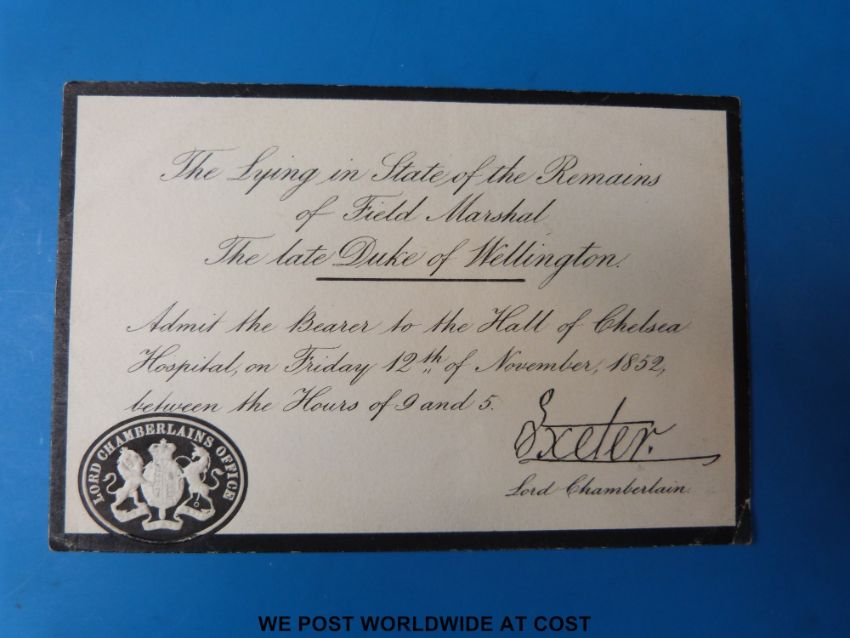 The Lying in State of the Remains
of Field Marshal
The late Duke of Wellington.
Admit the Bearer to the Hall of Chelsea
Hospital, on Friday 12th of November, 1852,
between the Hours of 9 and 5.
Exeter.
Lord Chamberlain.
LORD CHAMBERLAINS OFFICE
WE POST WORLDWIDE AT COST